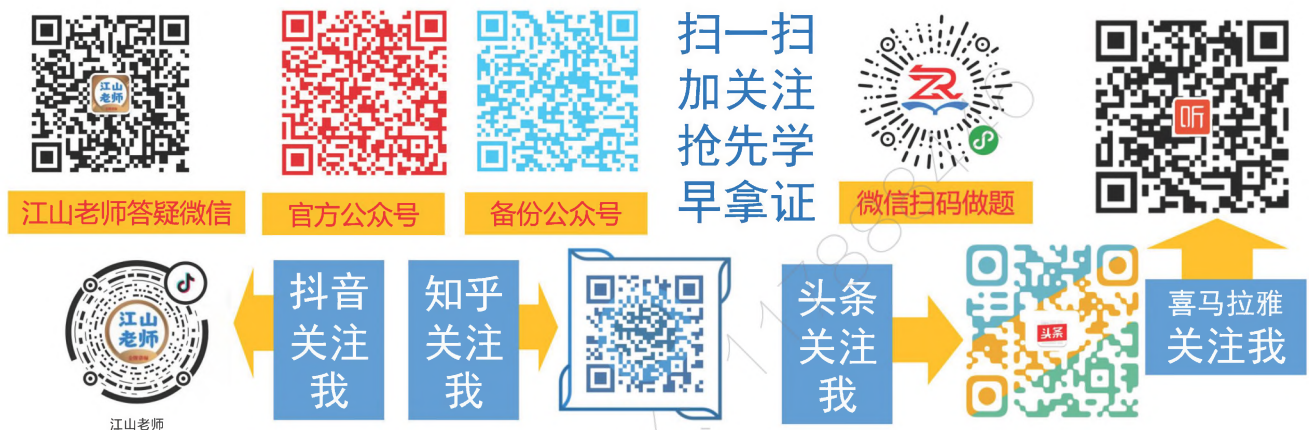 江山
老师
扫一扫
加关注
抢先学
早拿证
ZR
听
江山老师答疑微信
官方公众号
备份公众号
微信扫码做题
江山
老师
抖音
关注
我
知乎
关注
我
头条
关注
我
头条
喜马拉雅
关注我
江山老师